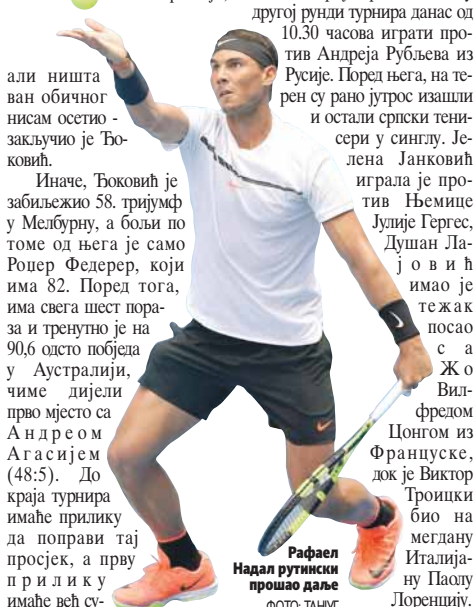 али ништа
ван обичног
нисам осетио -
закључио је Ђо-
ковић.
Иначе, Ђоковић је
забиљежио 58. тријумф
у Мелбурну, а бољи по
томе од њега је само
Роџер Федерер, који
има 82. Поред тога,
има свега шест пора-
за и тренутно је на
90,6 одсто побједа
у Аустралији,
чиме дијели
прво мјесто са
Андреом
Агасијем
(48:5). До
краја турнира
имаће прилику
да поправи тај
просјек, а прву
прилику
имаће већ су-
другој рунди турнира данас од
10.30 часова играти про-
тив Андреја Рубљева из
Русије. Поред њега, на те-
рен су рано јутрос изашли
и остали српски тени-
сери у синглу. Је-
лена Јанковић
играла је про-
тив Њемице
Јулије Гергес,
Душан Ла-
јовић
имао је
тежак
посао
са
Жо
Вил-
фредом
Цонгом из
Француске,
док је Виктор
Троицки
био на
мегдану
Италија-
ну Паолу
Лоренцију.
Рафаел
Надал рутински
прошао даље
ФОТО: ТАНЈУГ